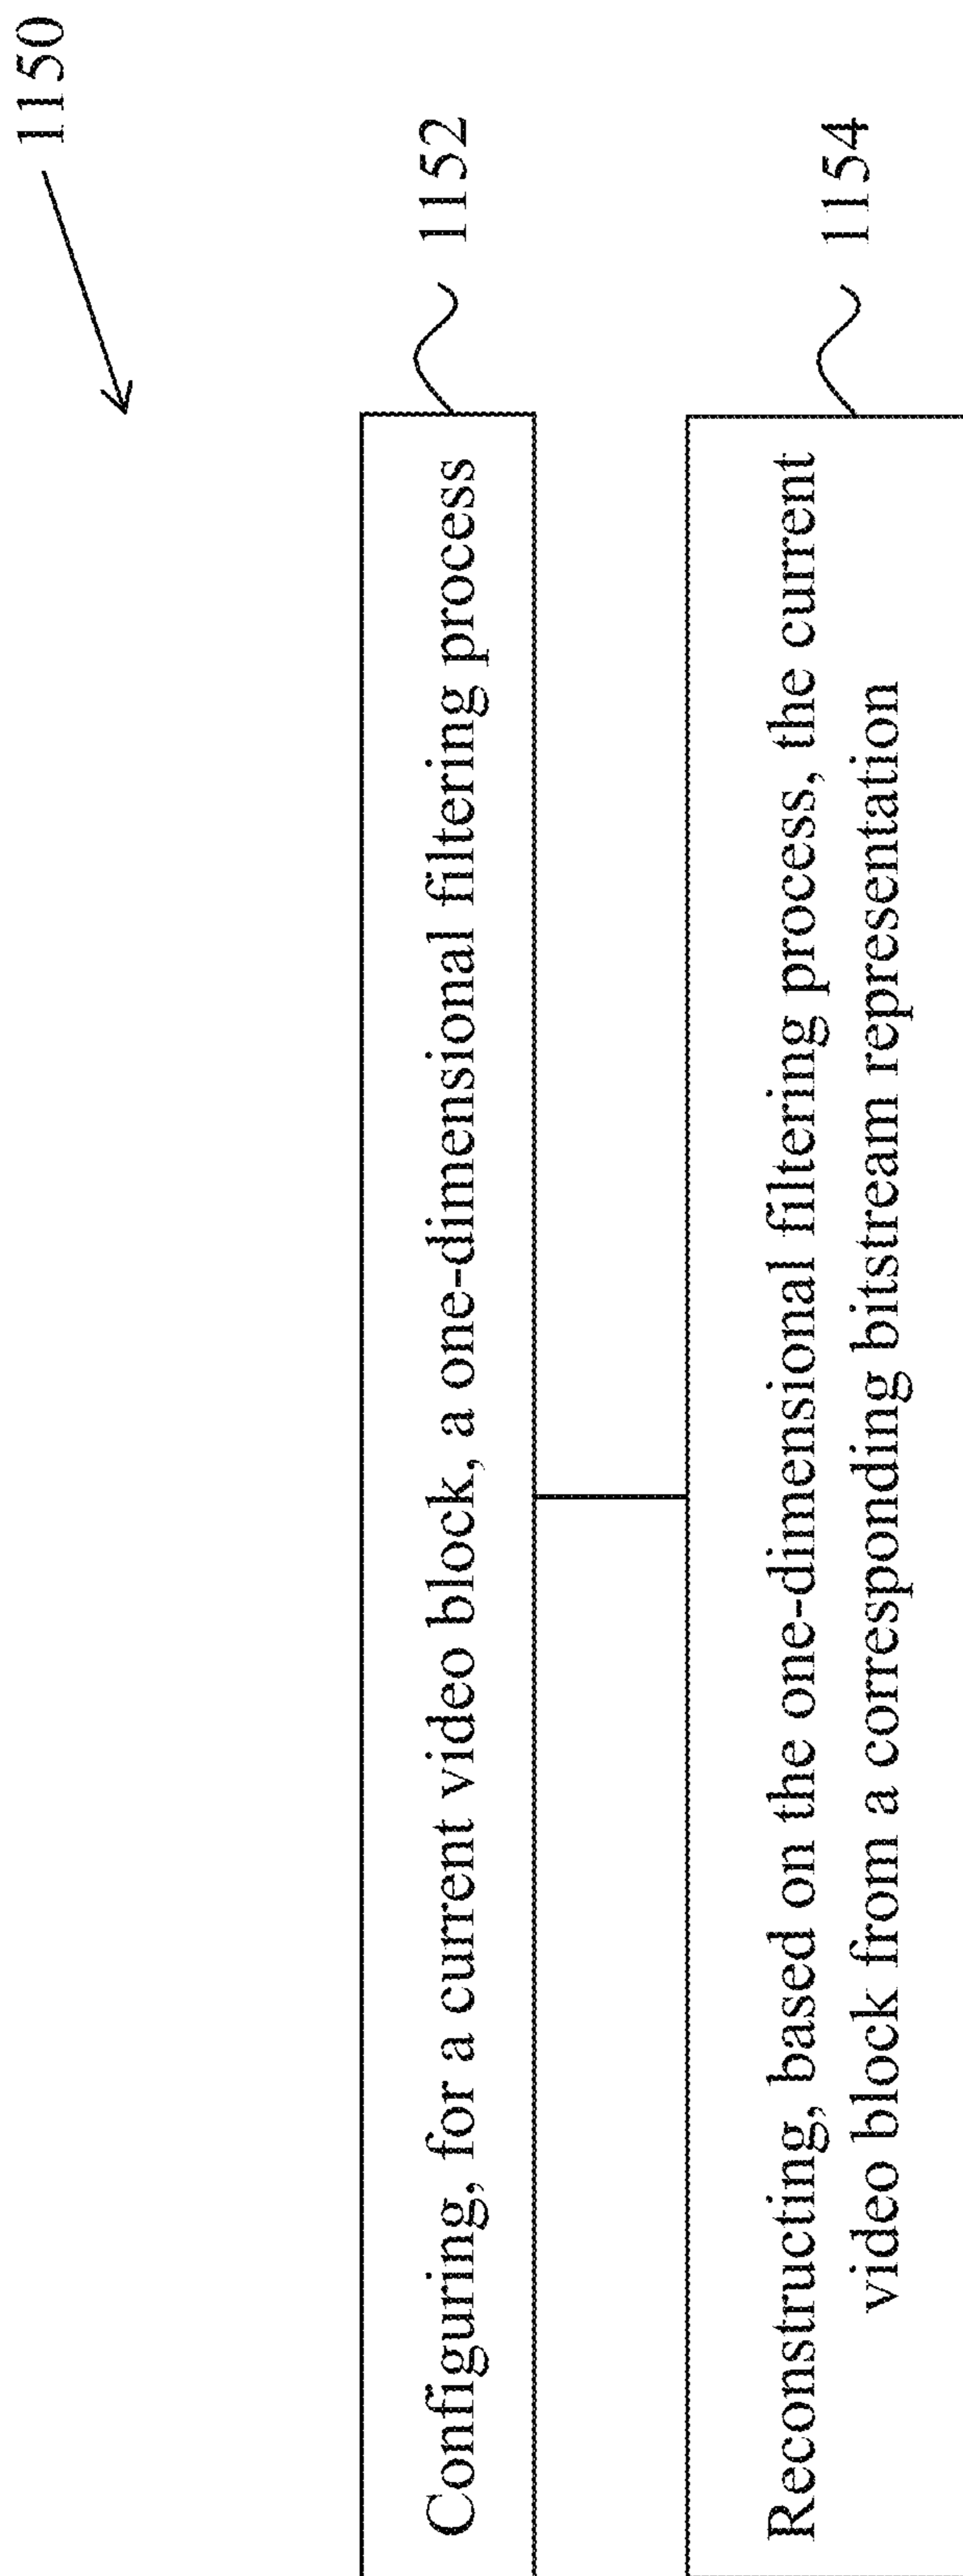 1150
Configuring, for a current video block, a one-dimensional filtering process
1152
Reconstructing, based on the one-dimensional filtering process, the current
video block from a corresponding bitstream representation
1154